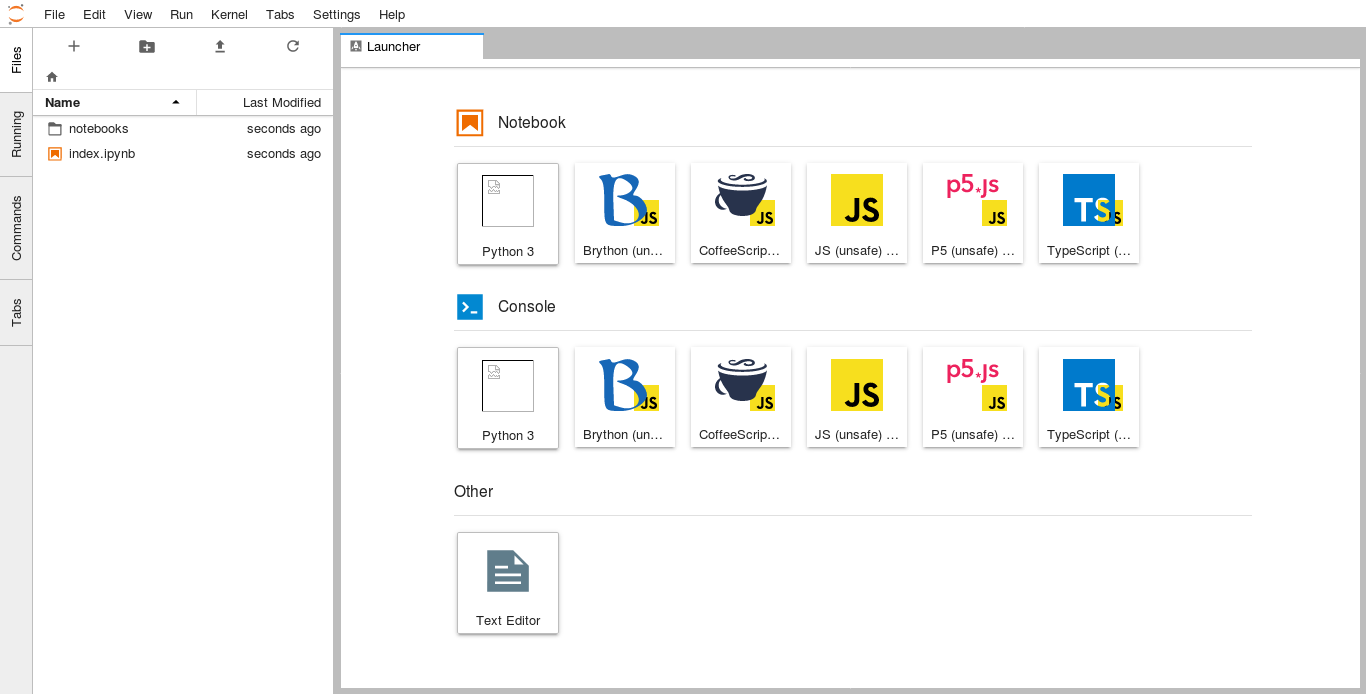 File Edit View Run Kernel Tabs Settings Help
Files
Running
Commands
Tabs
Name Last Modified
notebooks seconds ago
index.ipynb seconds ago
Launcher
Notebook
JS JS JS p5*js JS TS JS
Python 3 Brython (un… CoffeeScrip… JS (unsafe) … P5 (unsafe) … TypeScript (…
Console
JS JS JS p5*js JS TS JS
Python 3 Brython (un… CoffeeScrip… JS (unsafe) … P5 (unsafe) … TypeScript (…
Other
Text Editor